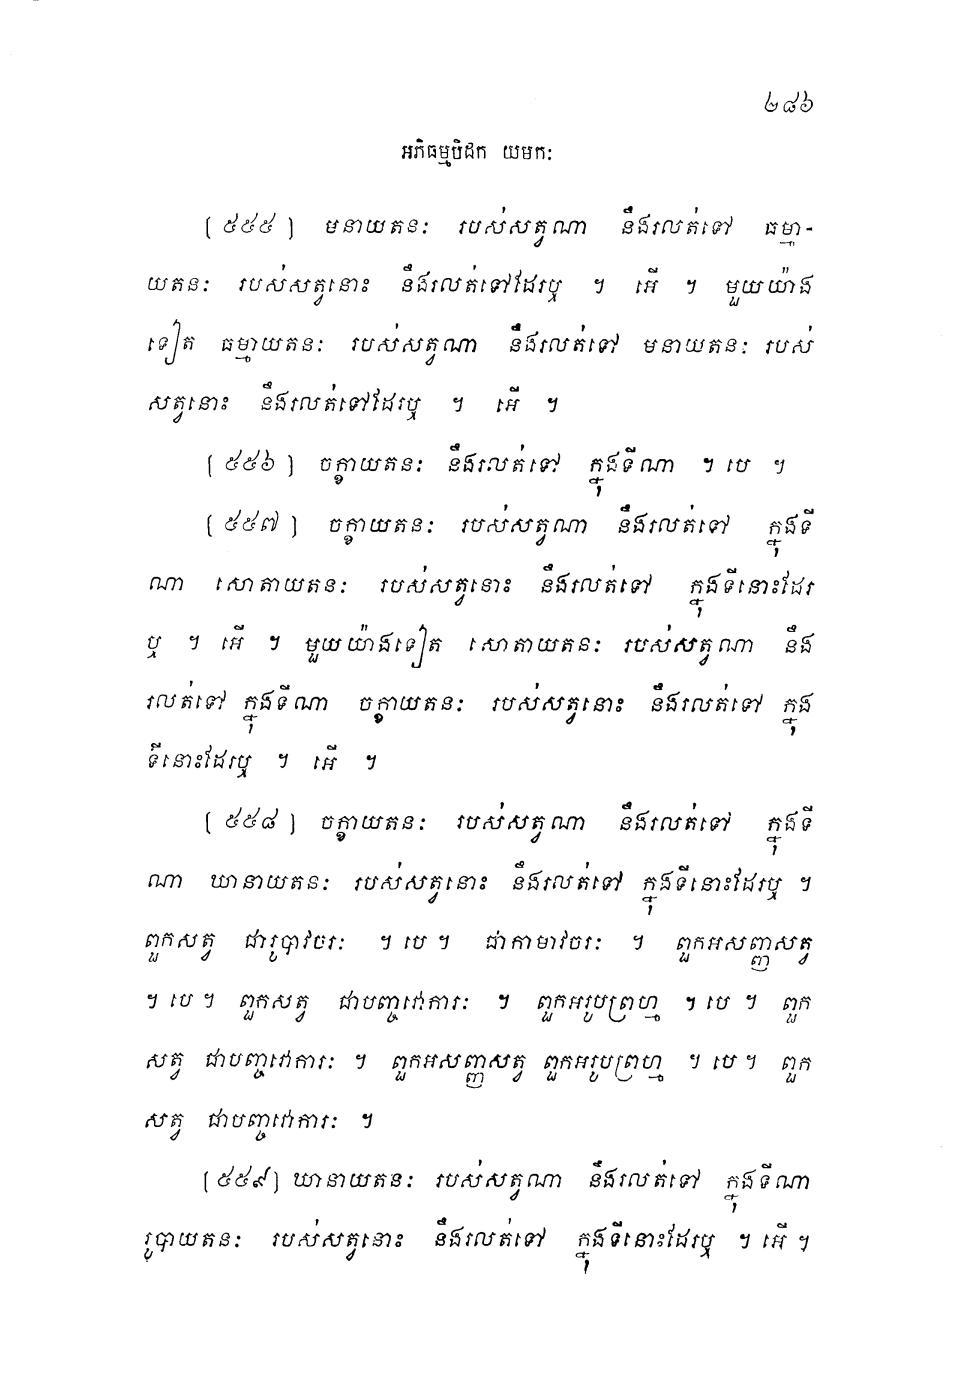 ២៨៦
អភិធម្មបិដក យមកៈ
(៥៥៥) មនាយតនៈ របស់សត្វណា នឹងរលត់ទៅ ធម្មា-
យតនៈ របស់សត្វនោះ នឹងរលត់ទៅដែរឬ ។ អើ ។ មួយយ៉ាង
ទៀត ធម្មាយតនៈ របស់សត្វណា នឹងរលត់ទៅ មនាយតនៈ របស់
សត្វនោះ នឹងរលត់ទៅដែរឬ ។ អើ ។
(៥៥៦) ចក្ខាយតនៈ នឹងរលត់ទៅ ក្នុងទីណា ។ បេ ។
(៥៥៧) ចក្ខាយតនៈ របស់សត្វណា នឹងរលត់ទៅ ក្នុងទី
ណា សោតាយតនៈ របស់សត្វនោះ នឹងរលត់ទៅ ក្នុងទីនោះដែរ
ឬ ។ អើ ។ មួយយ៉ាងទៀត សោតាយតនៈ របស់សត្វណា នឹង
រលត់ទៅ ក្នុងទីណា ចក្ខាយតនៈ របស់សត្វនោះ នឹងរលត់ទៅ ក្នុង
ទីនោះដែរឬ ។ អើ ។
(៥៥៨) ចក្ខាយតនៈ របស់សត្វណា នឹងរលត់ទៅ ក្នុងទី
ណា ឃានាយតនៈ របស់សត្វនោះ នឹងរលត់ទៅ ក្នុងទីនោះដែរឬ ។
ពួកសត្វ ជារូបាវចរៈ ។ បេ ។ ជាកាមាវចរៈ ។ ពួកអសញ្ញសត្វ
។ បេ ។ ពួកសត្វ ជាបញ្ចវោការៈ ។ ពួកអរូបព្រហ្ម ។ បេ ។ ពួក
សត្វ ជាបញ្ចវោការៈ ។ ពួកអសញ្ញសត្វ ពួកអរូបព្រហ្ម ។ បេ ។ ពួក
សត្វ ជាបញ្ចវោការៈ ។
(៥៥៩) ឃានាយតនៈ របស់សត្វណា នឹងរលត់ទៅ ក្នុងទីណា
រូបាយតនៈ របស់សត្វនោះ នឹងរលត់ទៅ ក្នុងទីនោះដែរឬ ។ អើ ។